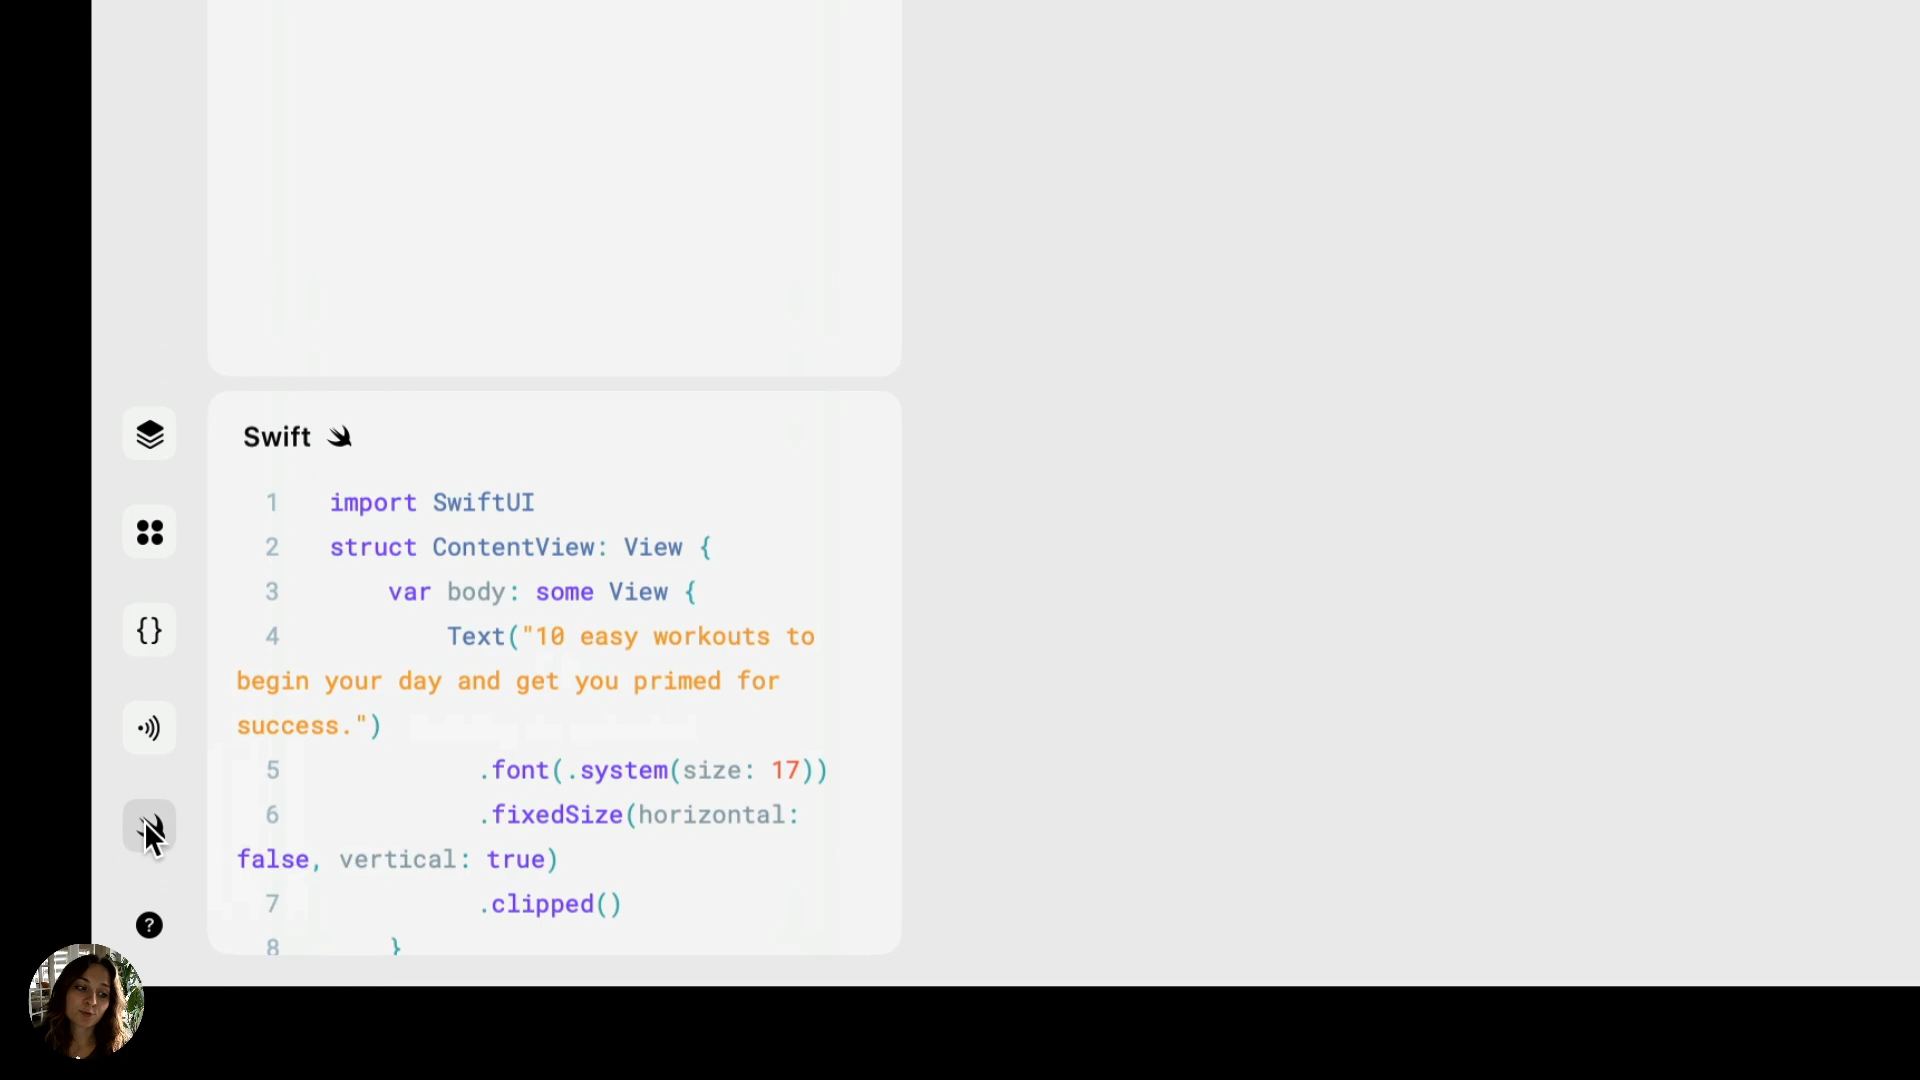 Swift
1 import SwiftUI
2 struct ContentView: View {
3 var body: some View {
4 Text("10 easy workouts to
begin your day and get you primed for
success.")
5 .font(.system(size: 17))
6 .fixedSize(horizontal:
false, vertical: true)
7 .clipped()
8 }
{}
?